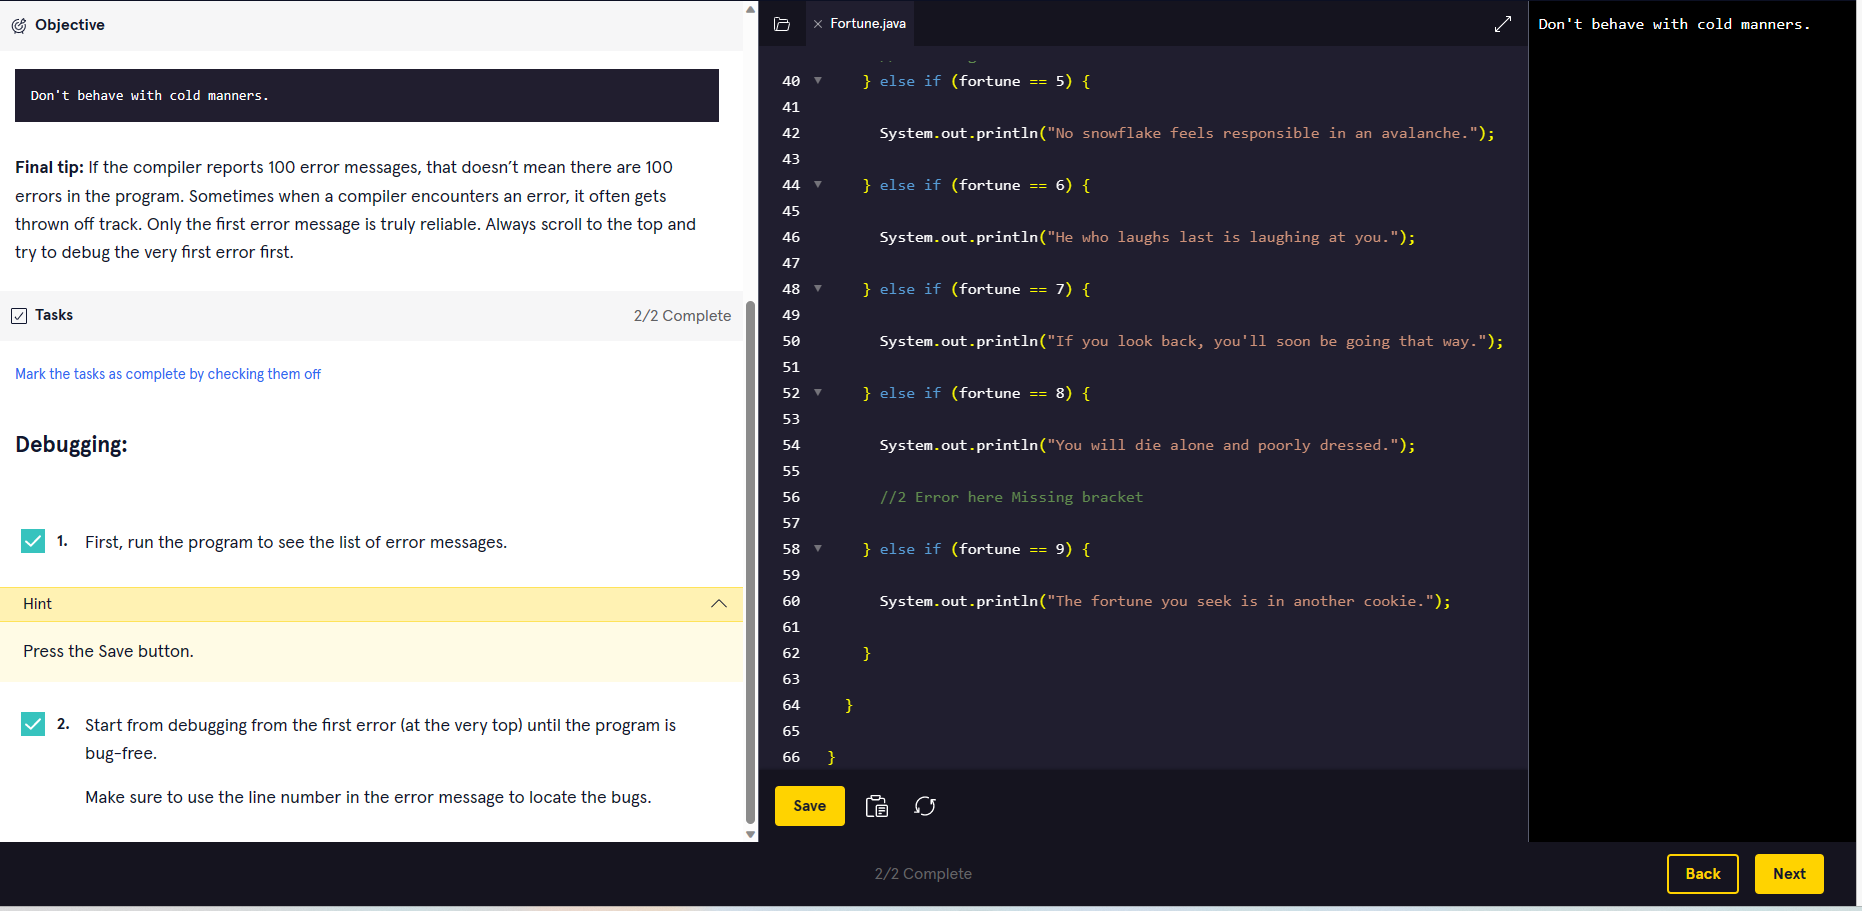 Objective
Don't behave with cold manners.
Final tip: If the compiler reports 100 error messages, that doesn’t mean there are 100
errors in the program. Sometimes when a compiler encounters an error, it often gets
thrown off track. Only the first error message is truly reliable. Always scroll to the top and
try to debug the very first error first.
Tasks
2/2 Complete
Mark the tasks as complete by checking them off
Debugging:
1. First, run the program to see the list of error messages.
Hint
Press the Save button.
2. Start from debugging from the first error (at the very top) until the program is
bug-free.
Make sure to use the line number in the error message to locate the bugs.
Fortune.java
40 } else if (fortune == 5) {
41
42 System.out.println("No snowflake feels responsible in an avalanche.");
43
44 } else if (fortune == 6) {
45
46 System.out.println("He who laughs last is laughing at you.");
47
48 } else if (fortune == 7) {
49
50 System.out.println("If you look back, you'll soon be going that way.");
51
52 } else if (fortune == 8) {
53
54 System.out.println("You will die alone and poorly dressed.");
55
56 //2 Error here Missing bracket
57
58 } else if (fortune == 9) {
59
60 System.out.println("The fortune you seek is in another cookie.");
61
62 }
63
64 }
65
66 }
Save
Don't behave with cold manners.
2/2 Complete
Back
Next